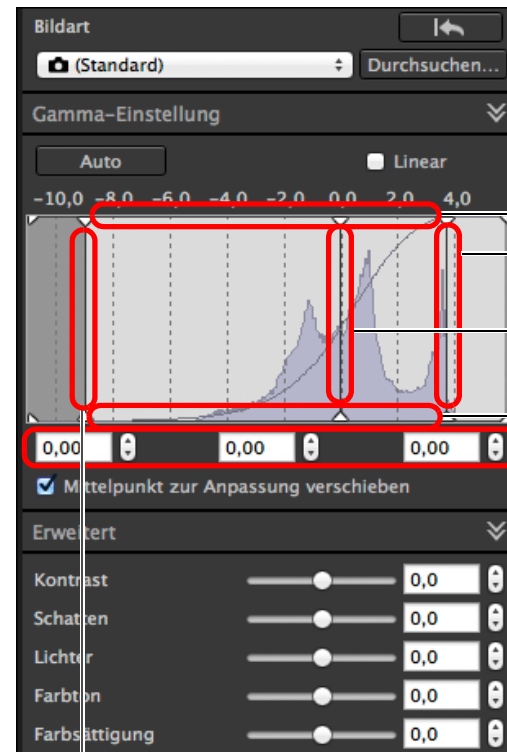 Bildart
(Standard) Durchsuchen...
Gamma-Einstellung
Auto Linear
-10,0 -8,0 -6,0 -4,0 -2,0 0,0 2,0 4,0
0,00 0,00 0,00
Mittelpunkt zur Anpassung verschieben
Erweitert
Kontrast 0,0
Schatten 0,0
Lichter 0,0
Farbton 0,0
Farbsättigung 0,0